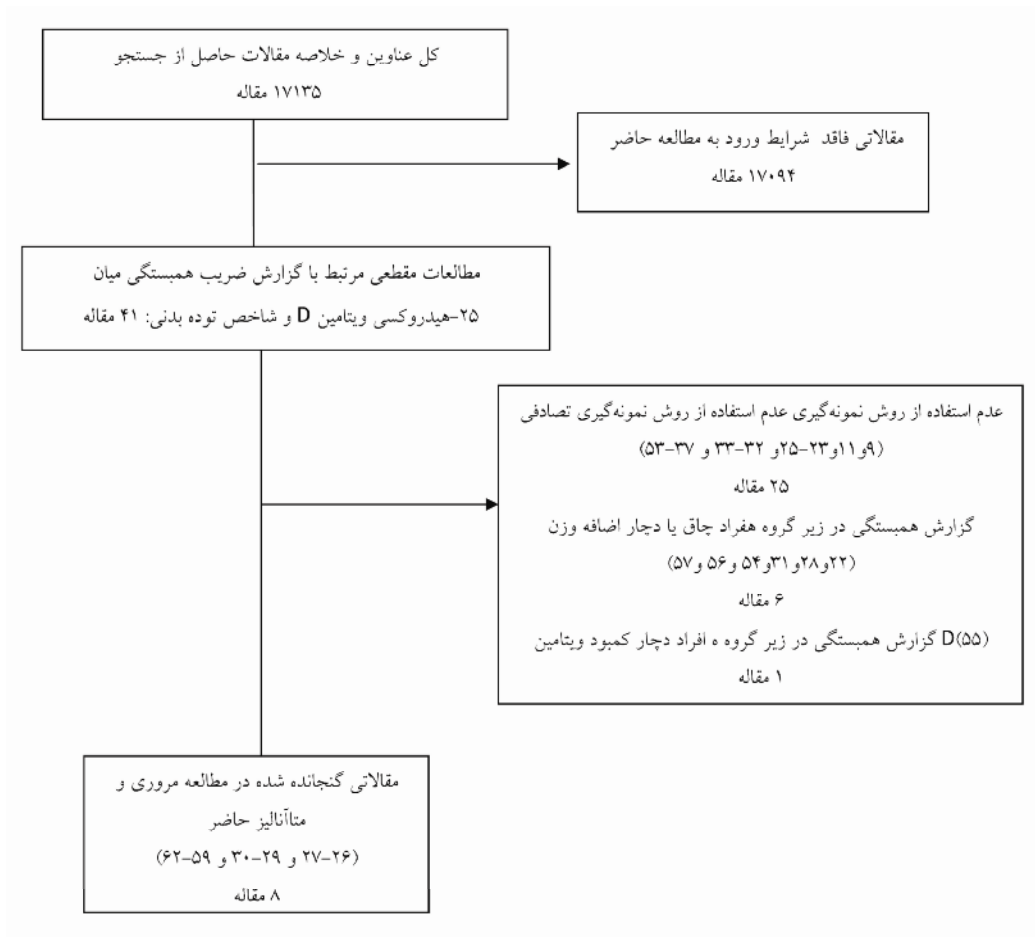 کل عناوین و خلاصه مقالات حاصل از جستجو
۱۷۱۳۵ مقاله
مقالاتی فاقد شرایط ورود به مطالعه حاضر
۱۷۰۹۴ مقاله
مطالعات مقطعی مرتبط با گزارش ضریب همبستگی میان
۲۵-هیدروکسی ویتامین D و شاخص توده بدنی: ۴۱ مقاله
عدم استفاده از روش نمونه‌گیری عدم استفاده از روش نمونه‌گیری تصادفی
(۹و۱۱و۲۳-۲۵و ۳۲-۳۳ و ۳۷-۵۳)
۲۵ مقاله
گزارش همبستگی در زیر گروه هفراد چاق یا دچار اضافه وزن
(۲۲و۲۸و۳۱و۵۴ و۵۶ و۵۷)
۶ مقاله
D(۵۵) گزارش همبستگی در زیر گروه ه افراد دچار کمبود ویتامین
۱ مقاله
مقالاتی گنجانده شده در مطالعه مروری و
متاآنالیز حاضر
(۲۶-۲۷ و ۲۹-۳۰ و ۵۹-۶۲)
۸ مقاله